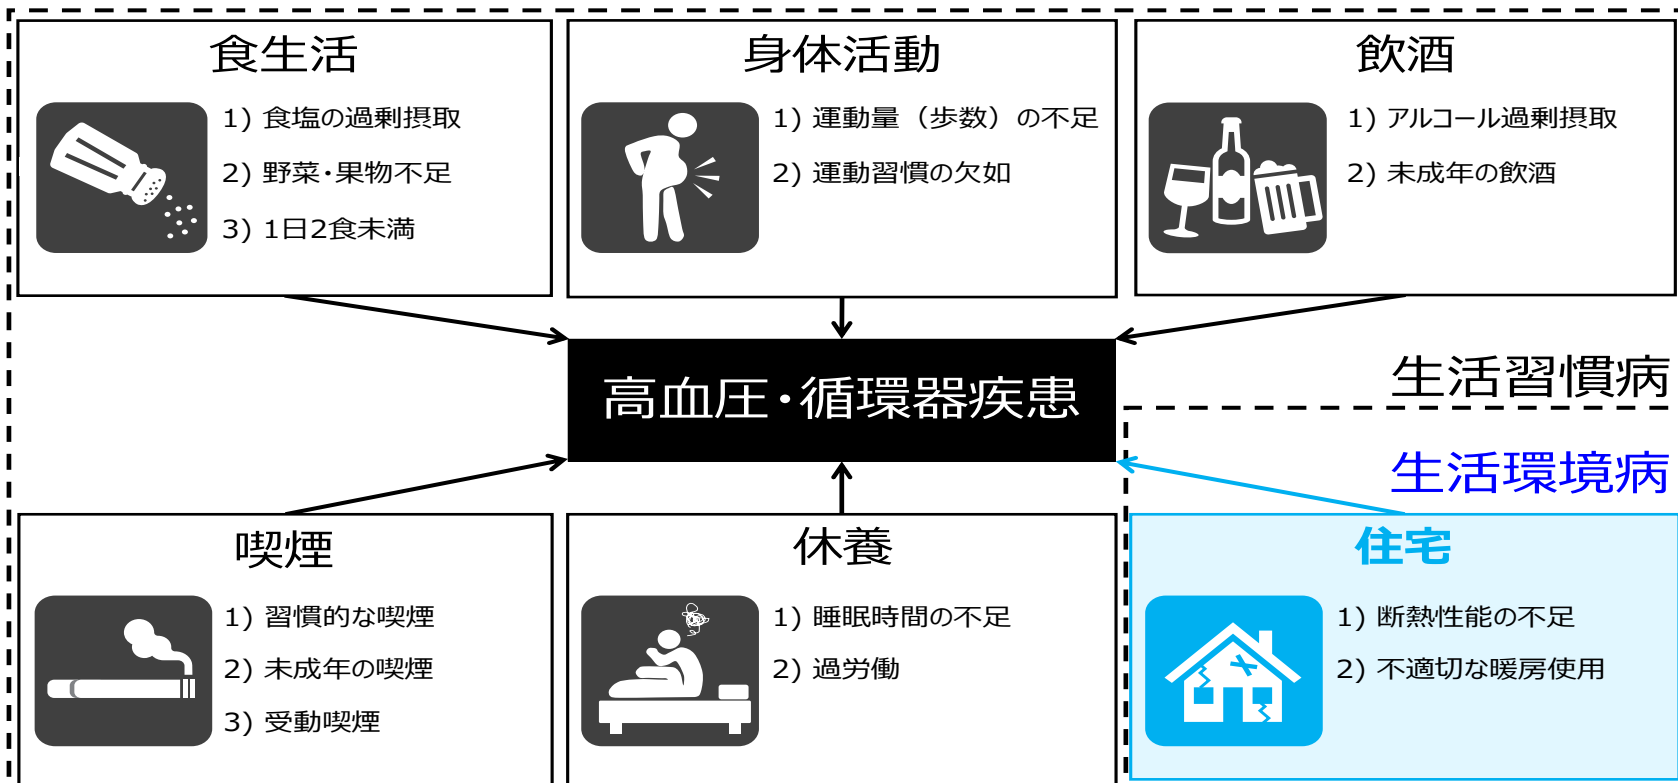 食生活
1) 食塩の過剰摂取
2) 野菜・果物不足
3) 1日2食未満
身体活動
1) 運動量（歩数）の不足
2) 運動習慣の欠如
飲酒
1) アルコール過剰摂取
2) 未成年の飲酒
高血圧・循環器疾患
生活習慣病
生活環境病
喫煙
1) 習慣的な喫煙
2) 未成年の喫煙
3) 受動喫煙
休養
1) 睡眠時間の不足
2) 過労働
住宅
1) 断熱性能の不足
2) 不適切な暖房使用